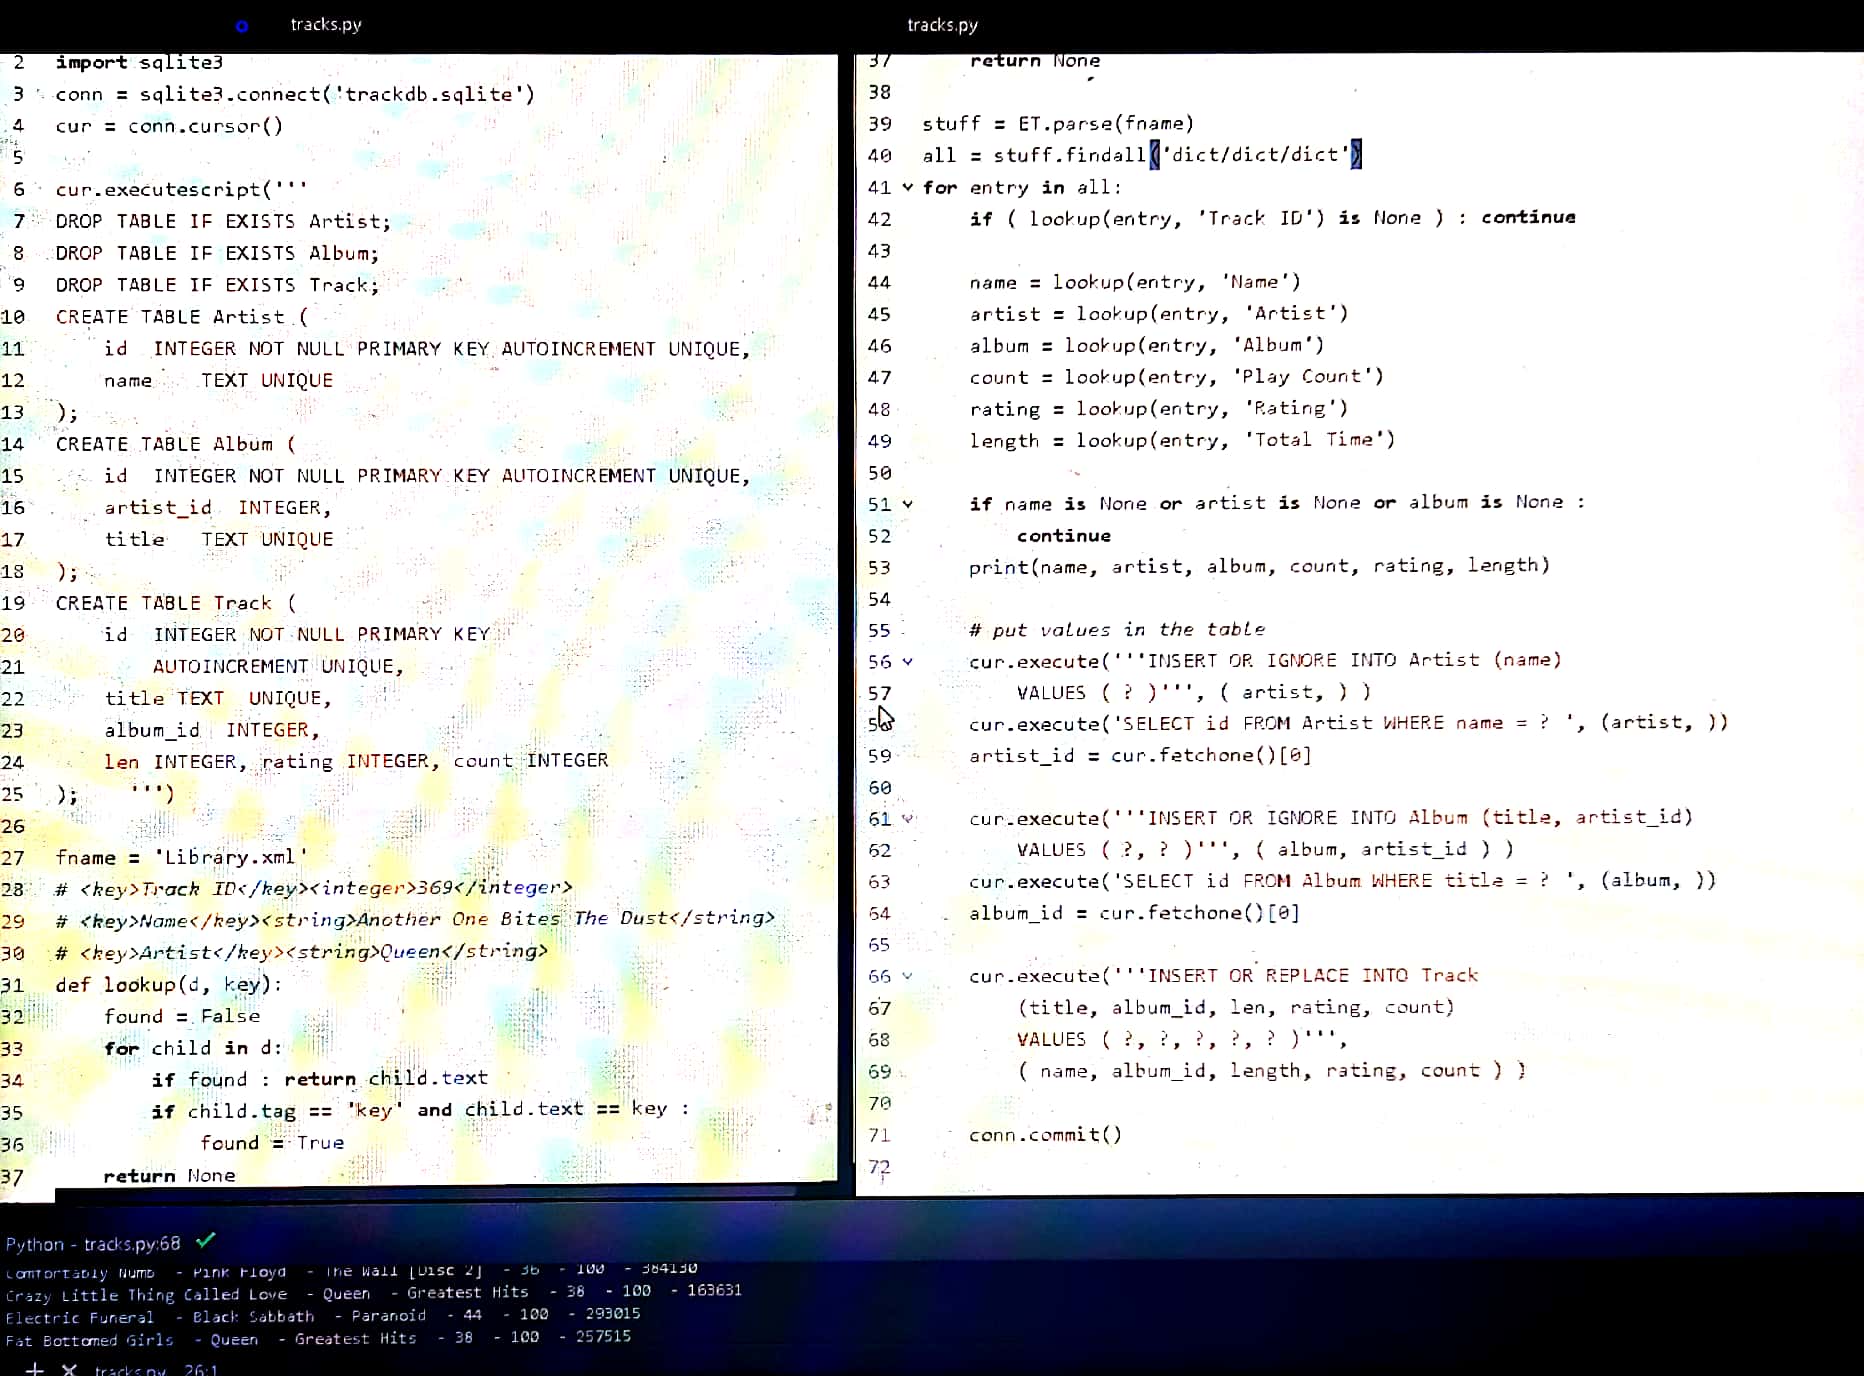 tracks.py
2 import sqlite3
3 conn = sqlite3.connect('trackdb.sqlite')
4 cur = conn.cursor()
5
6 cur.executescript('''
7 DROP TABLE IF EXISTS Artist;
8 DROP TABLE IF EXISTS Album;
9 DROP TABLE IF EXISTS Track;
10 CREATE TABLE Artist (
11 id INTEGER NOT NULL PRIMARY KEY AUTOINCREMENT UNIQUE,
12 name TEXT UNIQUE
13 );
14 CREATE TABLE Album (
15 id INTEGER NOT NULL PRIMARY KEY AUTOINCREMENT UNIQUE,
16 artist_id INTEGER,
17 title TEXT UNIQUE
18 );
19 CREATE TABLE Track (
20 id INTEGER NOT NULL PRIMARY KEY
21 AUTOINCREMENT UNIQUE,
22 title TEXT UNIQUE,
23 album_id INTEGER,
24 len INTEGER, rating INTEGER, count INTEGER
25 ); ''')
26
27 fname = 'Library.xml'
28 # <key>Track ID</key><integer>369</integer>
29 # <key>Name</key><string>Another One Bites The Dust</string>
30 # <key>Artist</key><string>Queen</string>
31 def lookup(d, key):
32 found = False
33 for child in d:
34 if found : return child.text
35 if child.tag == 'key' and child.text == key :
36 found = True
37 return None
tracks.py
37 return None
38
39 stuff = ET.parse(fname)
40 all = stuff.findall('dict/dict/dict')
41 for entry in all:
42 if ( lookup(entry, 'Track ID') is None ) : continue
43
44 name = lookup(entry, 'Name')
45 artist = lookup(entry, 'Artist')
46 album = lookup(entry, 'Album')
47 count = lookup(entry, 'Play Count')
48 rating = lookup(entry, 'Rating')
49 length = lookup(entry, 'Total Time')
50
51 if name is None or artist is None or album is None :
52 continue
53 print(name, artist, album, count, rating, length)
54
55 # put values in the table
56 cur.execute('''INSERT OR IGNORE INTO Artist (name)
57 VALUES ( ? )''', ( artist, ) )
cur.execute('SELECT id FROM Artist WHERE name = ? ', (artist, ))
59 artist_id = cur.fetchone()[0]
60
61 cur.execute('''INSERT OR IGNORE INTO Album (title, artist_id)
62 VALUES ( ?, ? )''', ( album, artist_id ) )
63 cur.execute('SELECT id FROM Album WHERE title = ? ', (album, ))
64 album_id = cur.fetchone()[0]
65
66 cur.execute('''INSERT OR REPLACE INTO Track
67 (title, album_id, len, rating, count)
68 VALUES ( ?, ?, ?, ?, ? )''',
69 ( name, album_id, length, rating, count ) )
70
71 conn.commit()
72
Python - tracks.py:68
Comfortably Numb - Pink Floyd - The Wall [Disc 2] - 36 - 100 - 384130
Crazy Little Thing Called Love - Queen - Greatest Hits - 38 - 100 - 163631
Electric Funeral - Black Sabbath - Paranoid - 44 - 100 - 293015
Fat Bottomed Girls - Queen - Greatest Hits - 38 - 100 - 257515
tracks.py 26:1